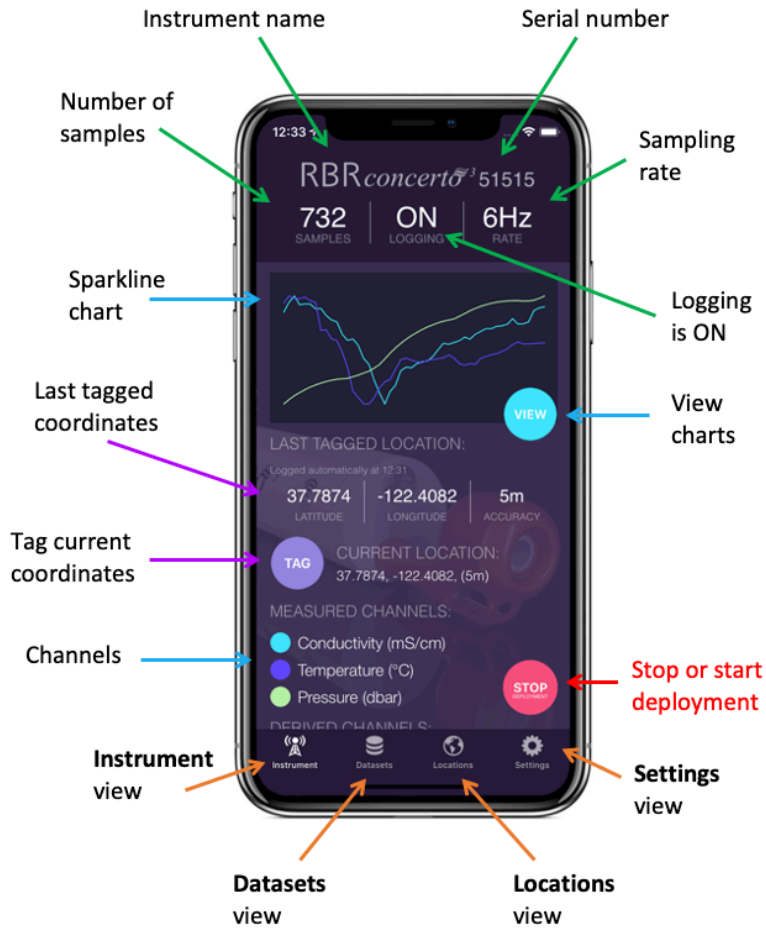 Instrument name
Serial number
Number of
samples
Sampling
rate
12:33
RBRconcerto³ 51515
732
SAMPLES
ON
LOGGING
6Hz
RATE
Sparkline
chart
Logging
is ON
Last tagged
coordinates
VIEW
View
charts
LAST TAGGED LOCATION:
Logged automatically at 12:31
37.7874
LATITUDE
-122.4082
LONGITUDE
5m
ACCURACY
Tag current
coordinates
TAG
CURRENT LOCATION:
37.7874, -122.4082, (5m)
MEASURED CHANNELS:
Channels
Conductivity (mS/cm)
Temperature (°C)
Pressure (dbar)
STOP
DEPLOYMENT
Stop or start
deployment
DERIVED CHANNELS:
Instrument
Datasets
Locations
Settings
Instrument
view
Settings
view
Datasets
view
Locations
view